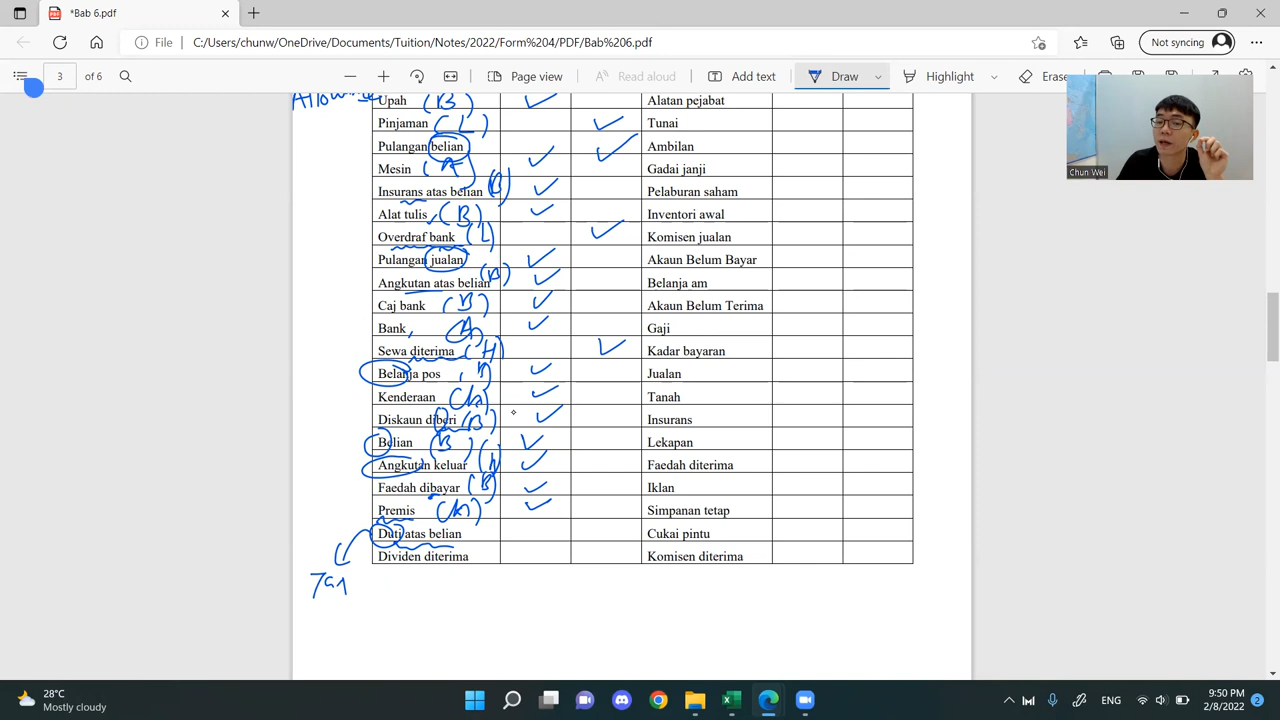 *Bab 6.pdf
File C:/Users/chunw/OneDrive/Documents/Tuition/Notes/2022/Form%204/PDF/Bab%206.pdf Not syncing
3 of 6 Page view Read aloud Add text Draw Highlight Erase
Chun Wei
Upah (B) Alatan pejabat
Pinjaman (L) Tunai
Pulangan belian Ambilan
Mesin (A) Gadai janji
Insurans atas belian (B) Pelaburan saham
Alat tulis (B) Inventori awal
Overdraf bank (L) Komisen jualan
Pulangan jualan Akaun Belum Bayar
Angkutan atas belian (B) Belanja am
Caj bank (B) Akaun Belum Terima
Bank (A) Gaji
Sewa diterima (H) Kadar bayaran
Belanja pos Jualan
Kenderaan Tanah
Diskaun diberi (B) Insurans
Belian (B) Lekapan
Angkutan keluar Faedah diterima
Faedah dibayar (B) Iklan
Premis Simpanan tetap
Duti atas belian Cukai pintu
Dividen diterima Komisen diterima
28°C
Mostly cloudy
ENG
9:50 PM
2/8/2022
2